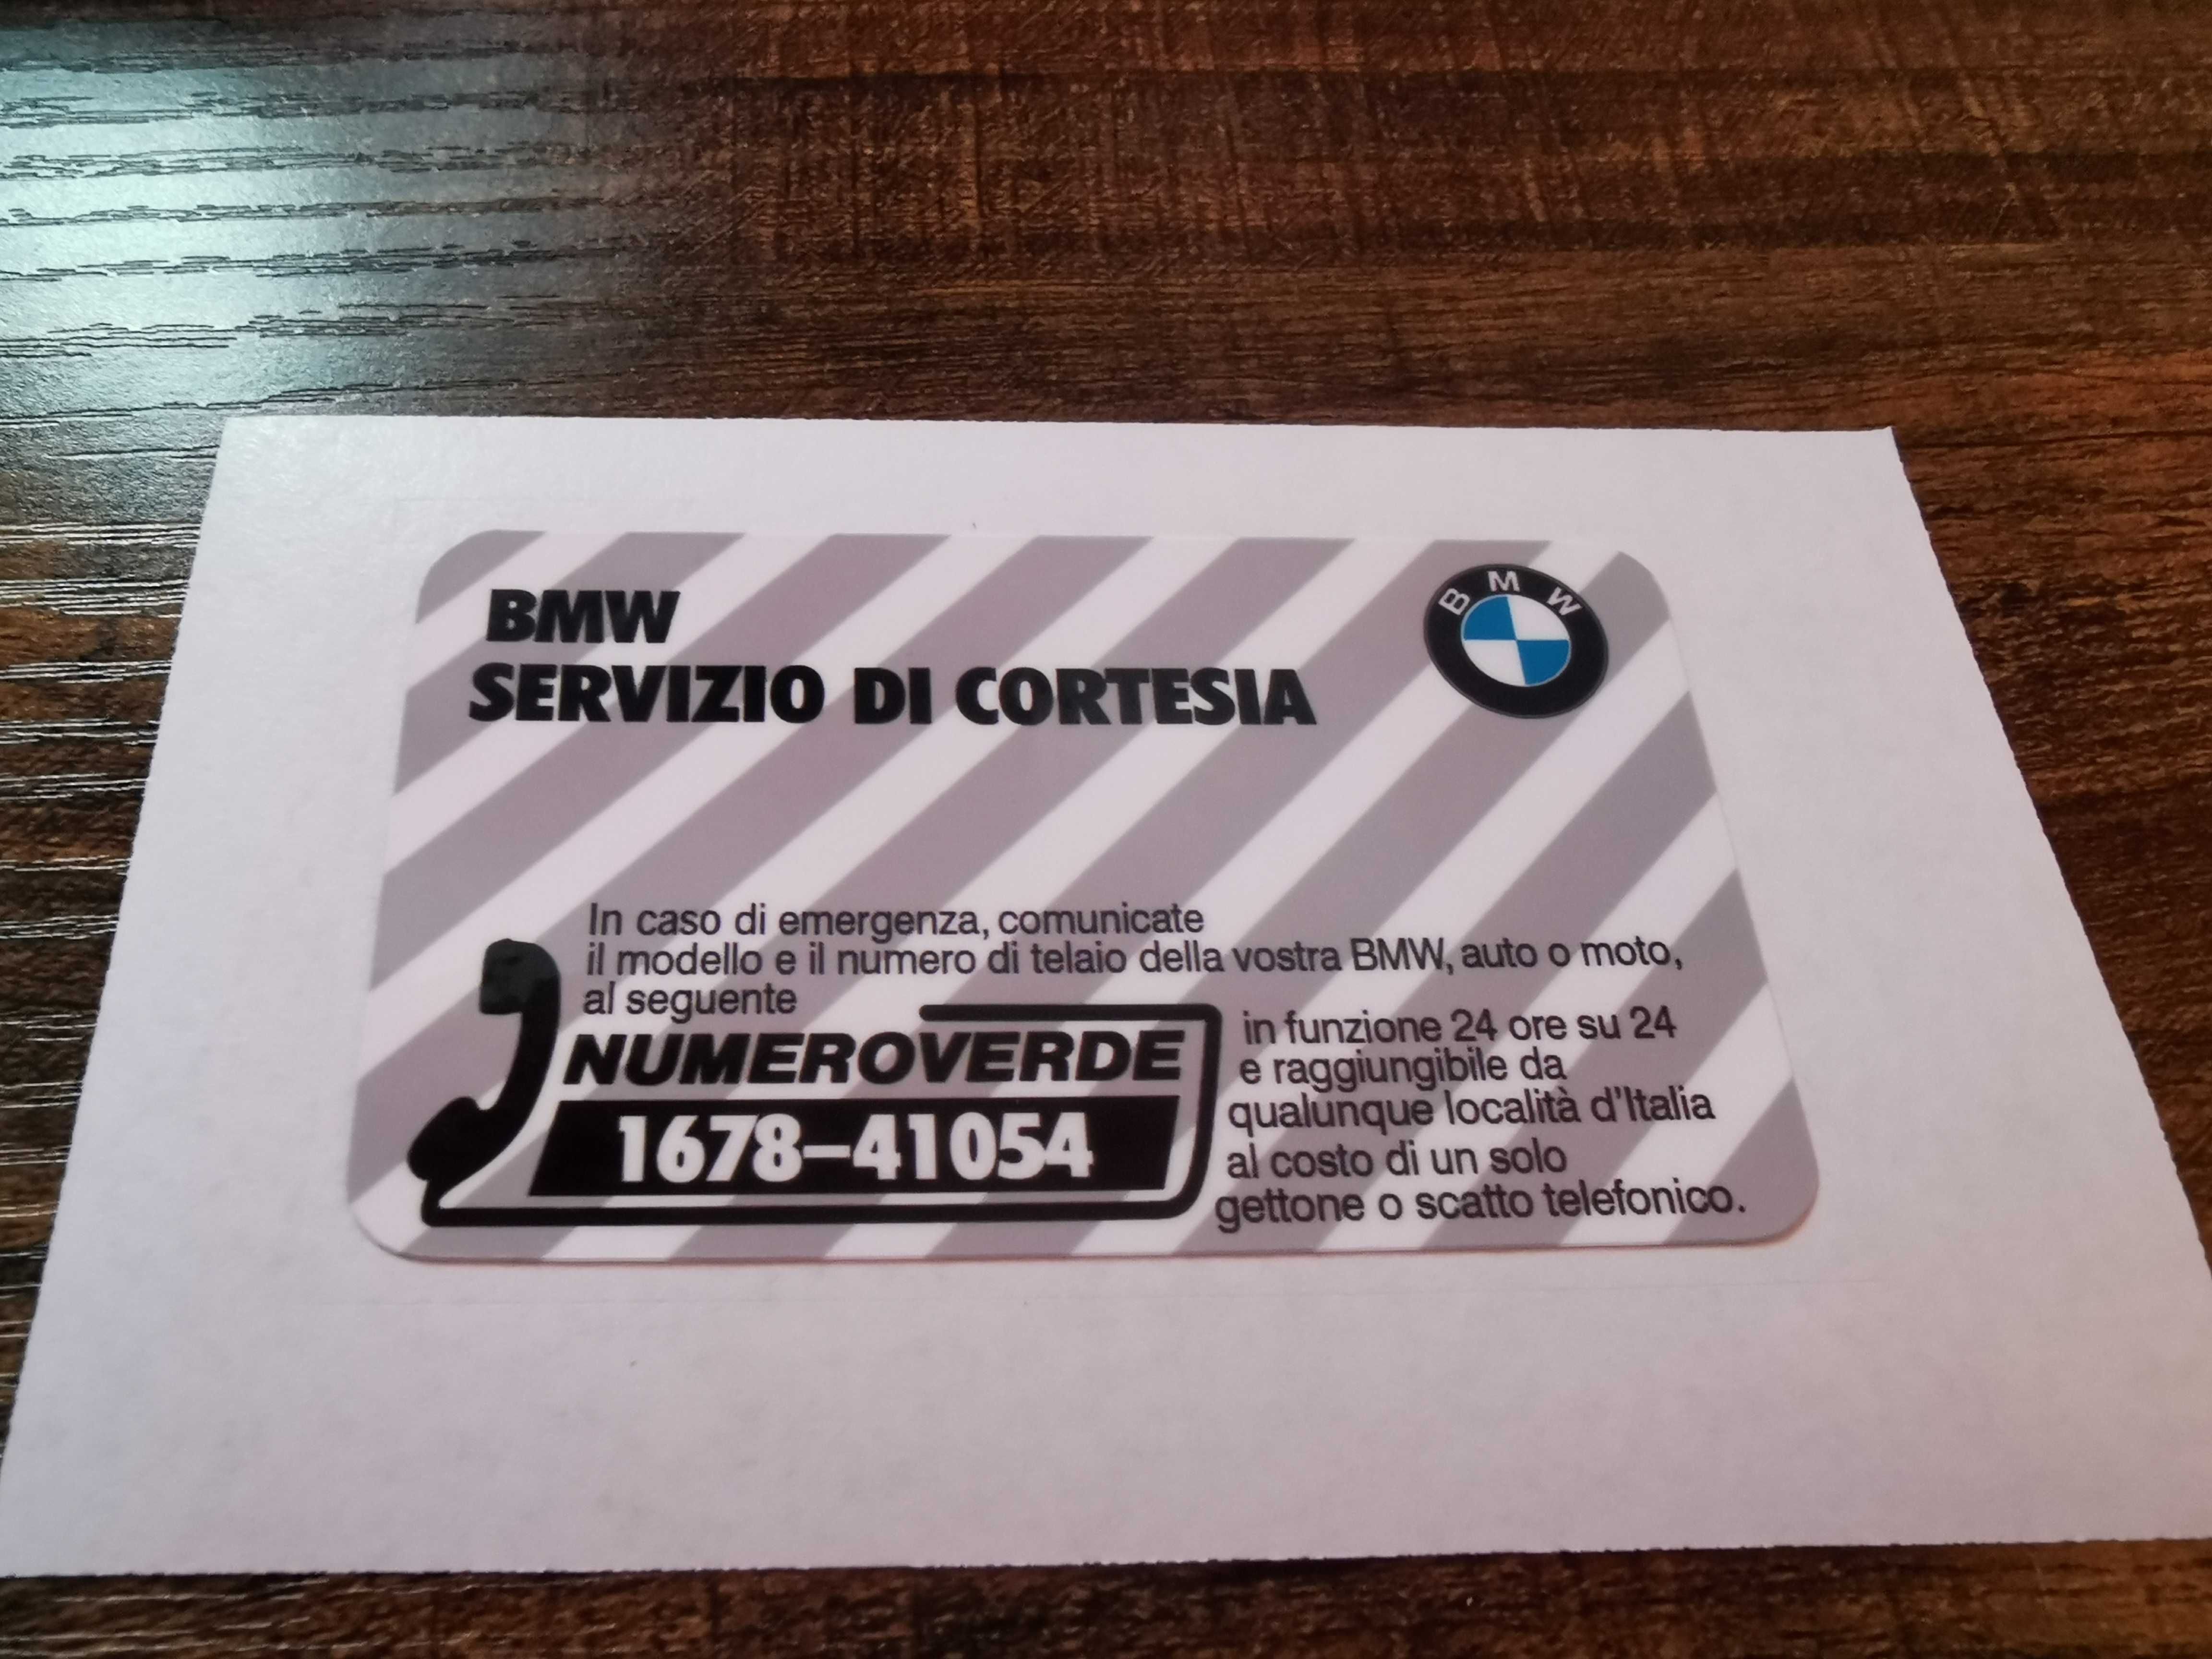 BMW
SERVIZIO DI CORTESIA
B M W
In caso di emergenza, comunicate
il modello e il numero di telaio della vostra BMW, auto o moto,
al seguente
NUMEROVERDE
1678-41054
in funzione 24 ore su 24
e raggiungibile da
qualunque località d'Italia
al costo di un solo
gettone o scatto telefonico.